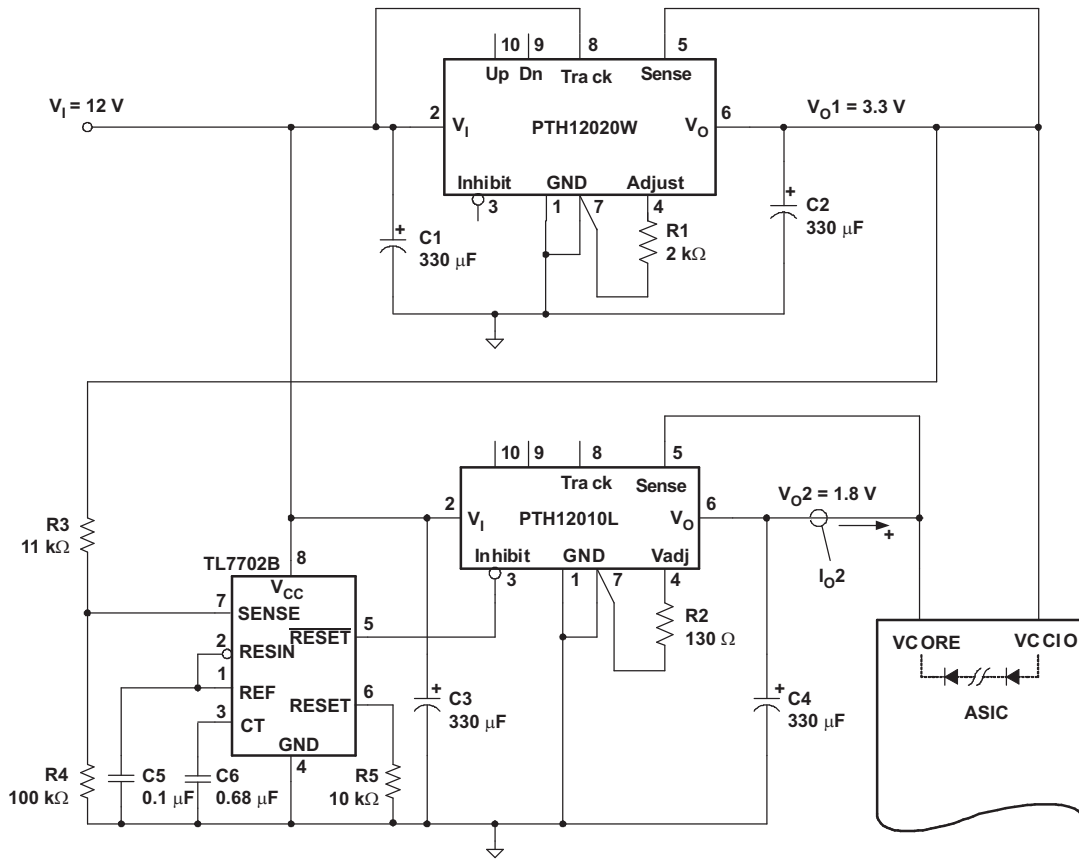 10 9 8 5
Up Dn Track Sense
V_I = 12 V
2 V_I PTH12020W V_O 6 V_O1 = 3.3 V
Inhibit GND Adjust
3 1 7 4
+ C1
330 μF
R1
2 kΩ
+ C2
330 μF
10 9 8 5
Track Sense
2 V_I PTH12010L V_O 6 V_O2 = 1.8 V
+
I_O2
Inhibit GND Vadj
3 1 7 4
R3
11 kΩ
TL7702B 8
V_CC
7 SENSE
RESET 5
2 RESIN
1 REF
RESET 6
3 CT
GND
4
R2
130 Ω
+ C3
330 μF
+ C4
330 μF
VCORE VCCIO
ASIC
R4
100 kΩ
C5
0.1 μF
C6
0.68 μF
R5
10 kΩ